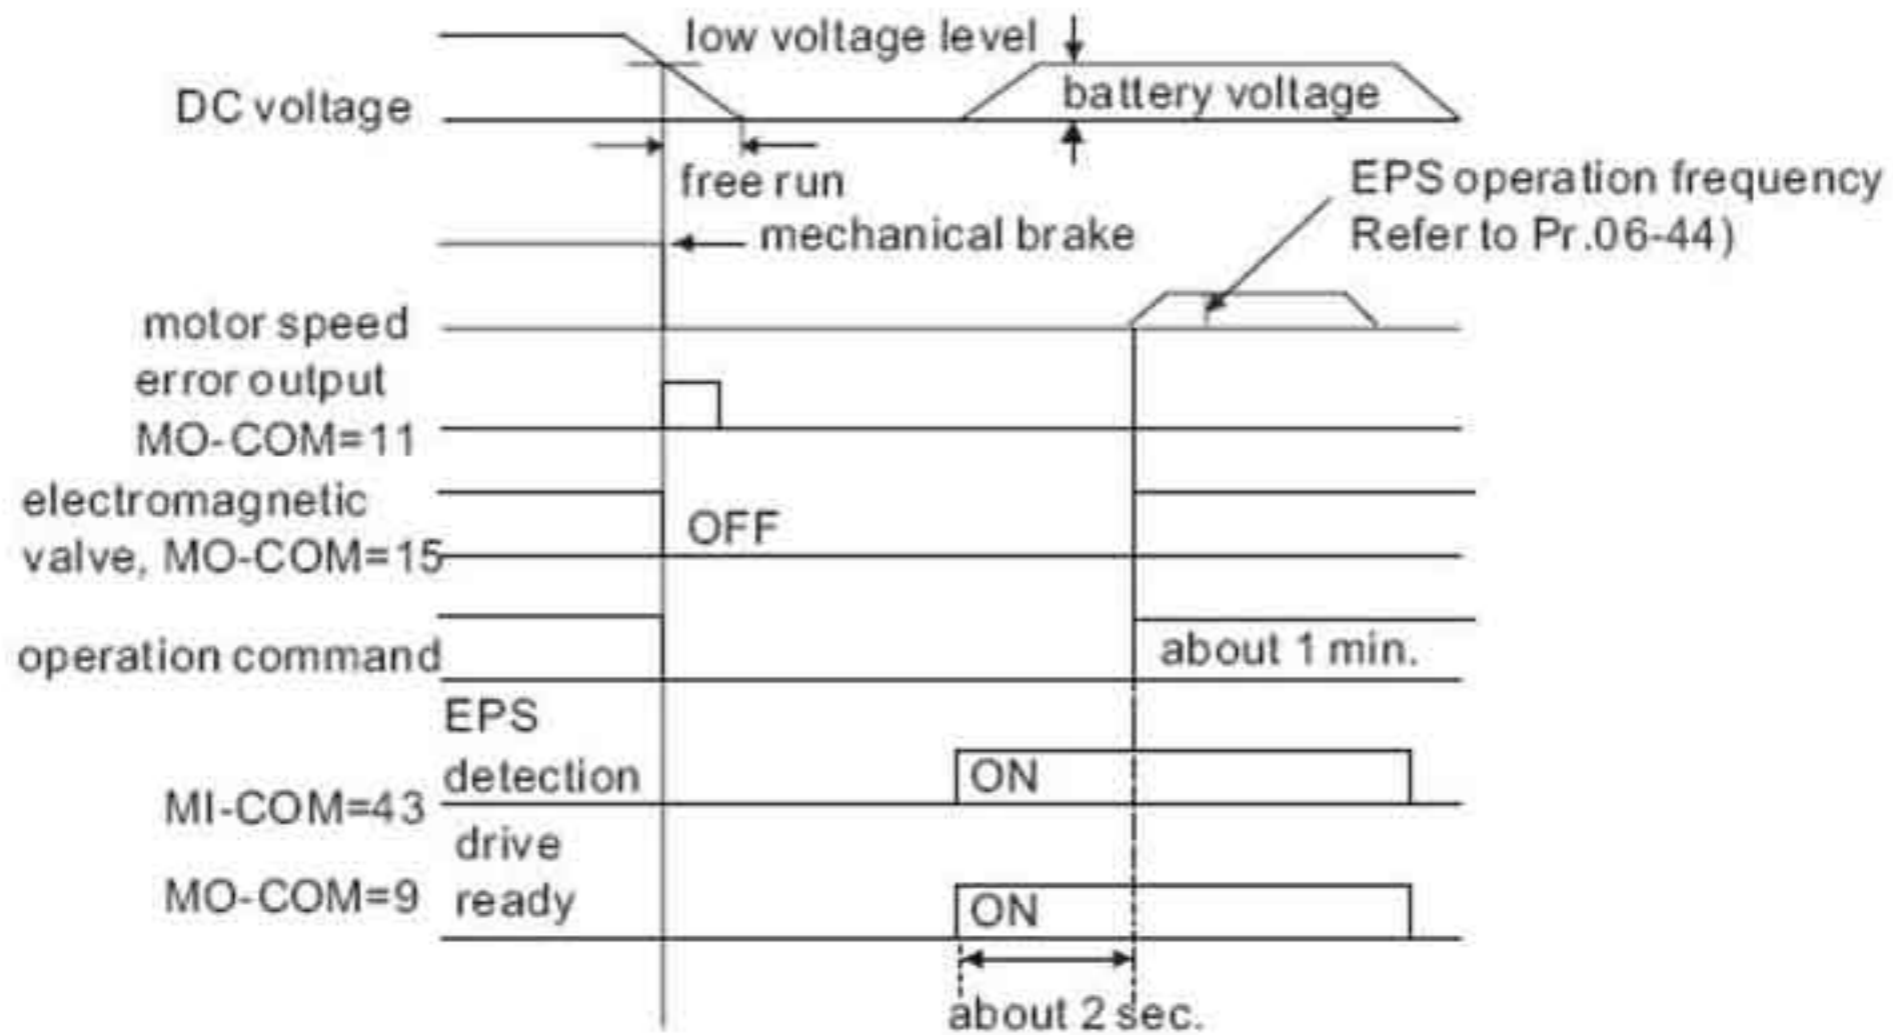 low voltage level
DC voltage
battery voltage
free run
EPS operation frequency
Refer to Pr.06-44)
mechanical brake
motor speed
error output
MO-COM=11
electromagnetic
valve, MO-COM=15
OFF
operation command
about 1 min.
EPS
detection
MI-COM=43
ON
drive
ready
MO-COM=9
ON
about 2 sec.